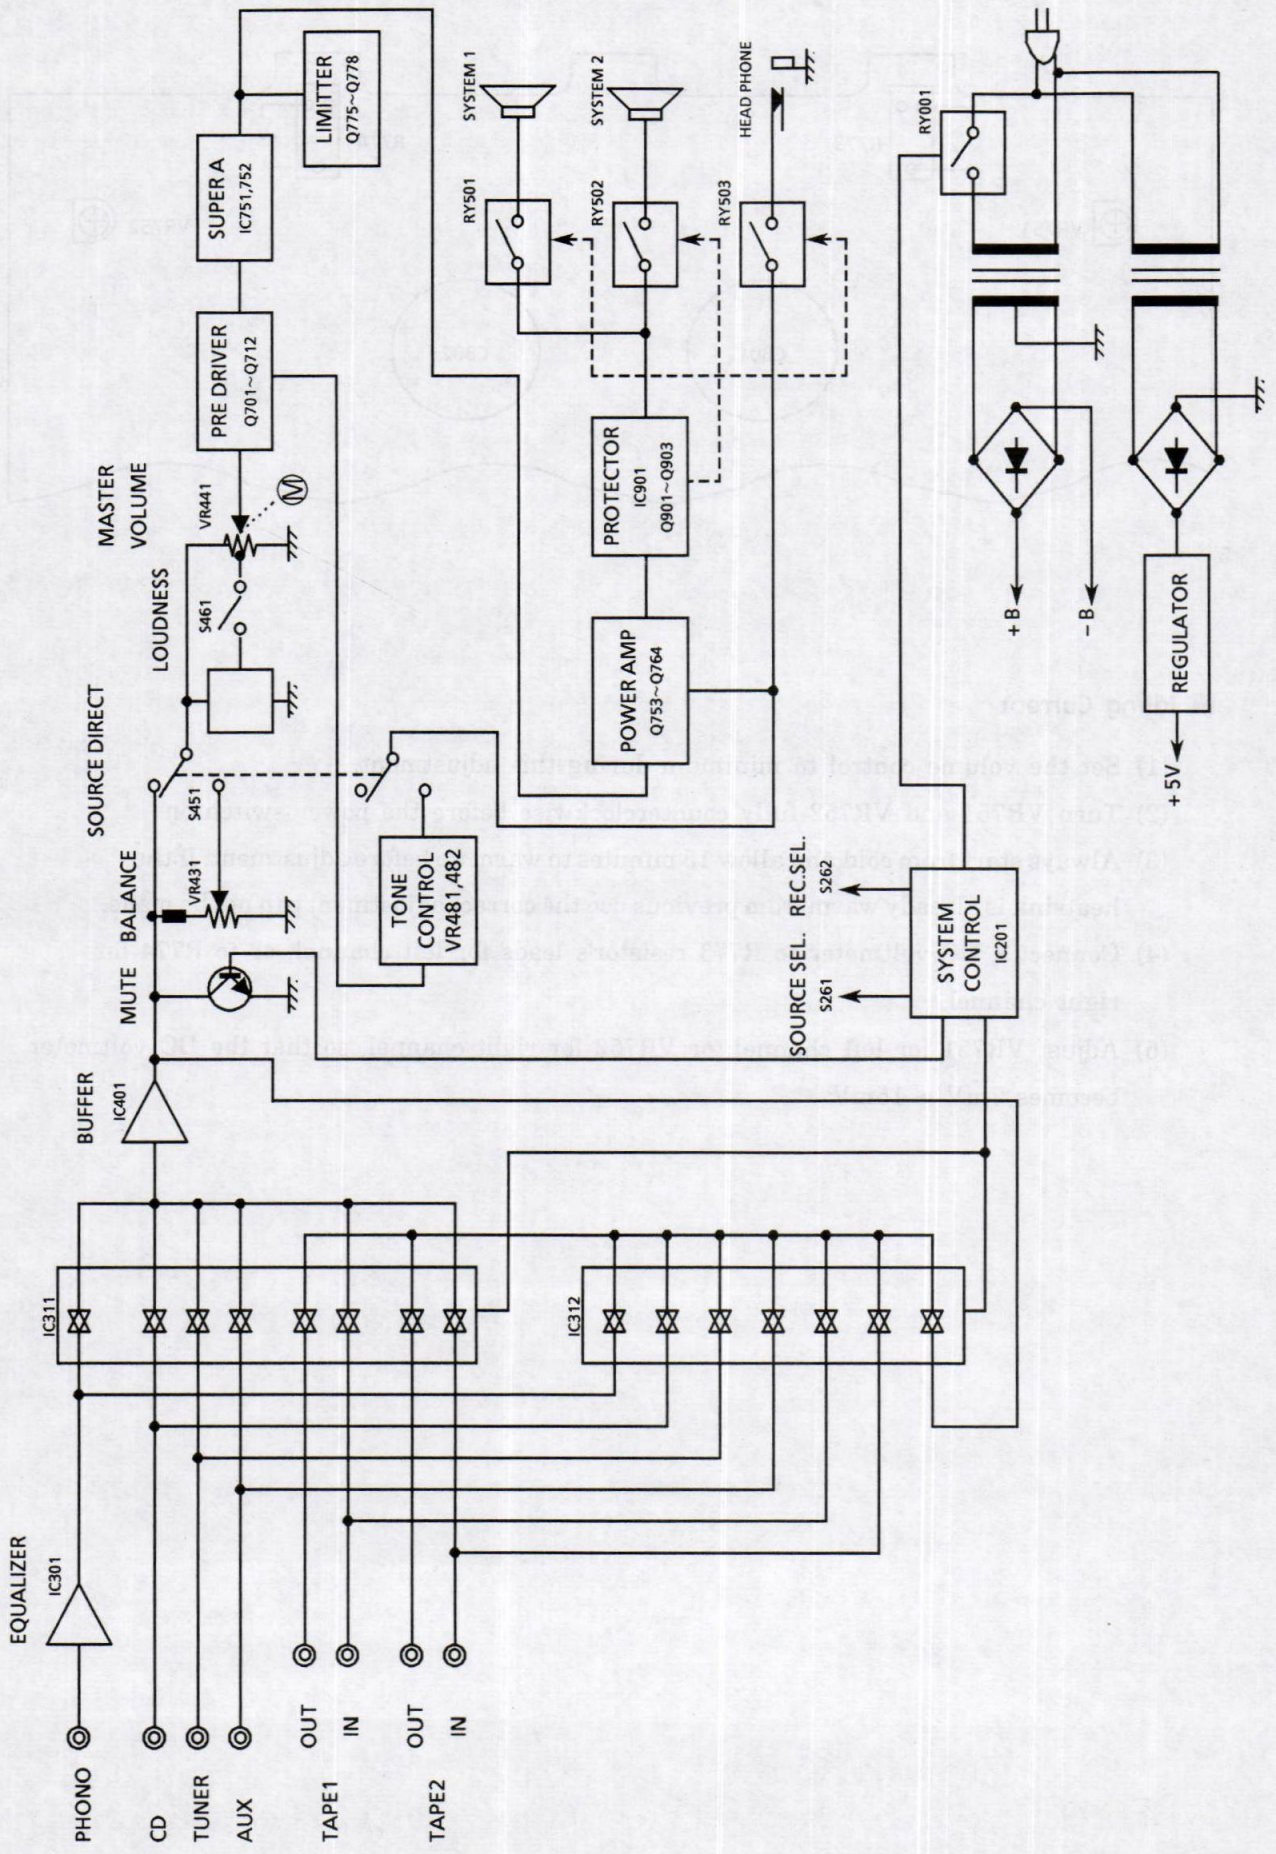 PHONO
CD
TUNER
AUX
TAPE1
OUT
IN
TAPE2
OUT
IN
EQUALIZER
IC301
IC311
IC312
BUFFER
IC401
MUTE
BALANCE
VR431
SOURCE DIRECT
S451
LOUDNESS
S461
MASTER
VOLUME
VR441
M
PRE DRIVER
Q701~Q712
SUPER A
IC751,752
LIMITTER
Q775~Q778
TONE
CONTROL
VR481,482
POWER AMP
Q753~Q764
PROTECTOR
IC901
Q901~Q903
RY501
SYSTEM 1
RY502
SYSTEM 2
RY503
HEAD PHONE
SOURCE SEL.
S261
REC.SEL.
S262
SYSTEM
CONTROL
IC201
RY001
+ B
– B
REGULATOR
+ 5V